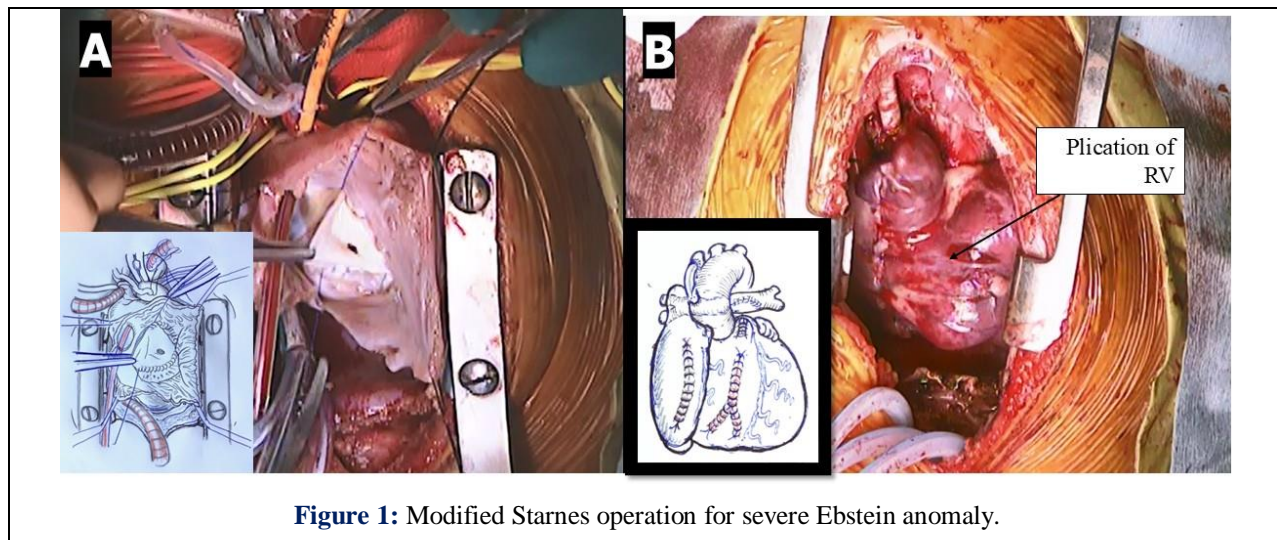 A
B
Plication of
RV
Figure 1: Modified Starnes operation for severe Ebstein anomaly.